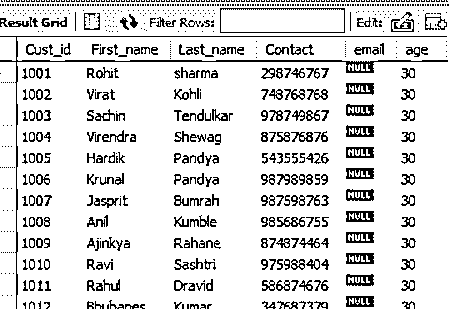 Result Grid Filter Rows: Edit:
Cust_id First_name Last_name Contact email age
1001 Rohit sharma 298746767 NULL 30
1002 Virat Kohli 748768768 NULL 30
1003 Sachin Tendulkar 978749867 NULL 30
1004 Virendra Shewag 875876876 NULL 30
1005 Hardik Pandya 543555426 NULL 30
1006 Krunal Pandya 987989859 NULL 30
1007 Jasprit Bumrah 987598763 NULL 30
1008 Anil Kumble 985686755 NULL 30
1009 Ajinkya Rahane 874874464 NULL 30
1010 Ravi Sashtri 975988404 NULL 30
1011 Rahul Dravid 586874676 NULL 30
1012 Bhubanes Kumar 347687379 NULL 30